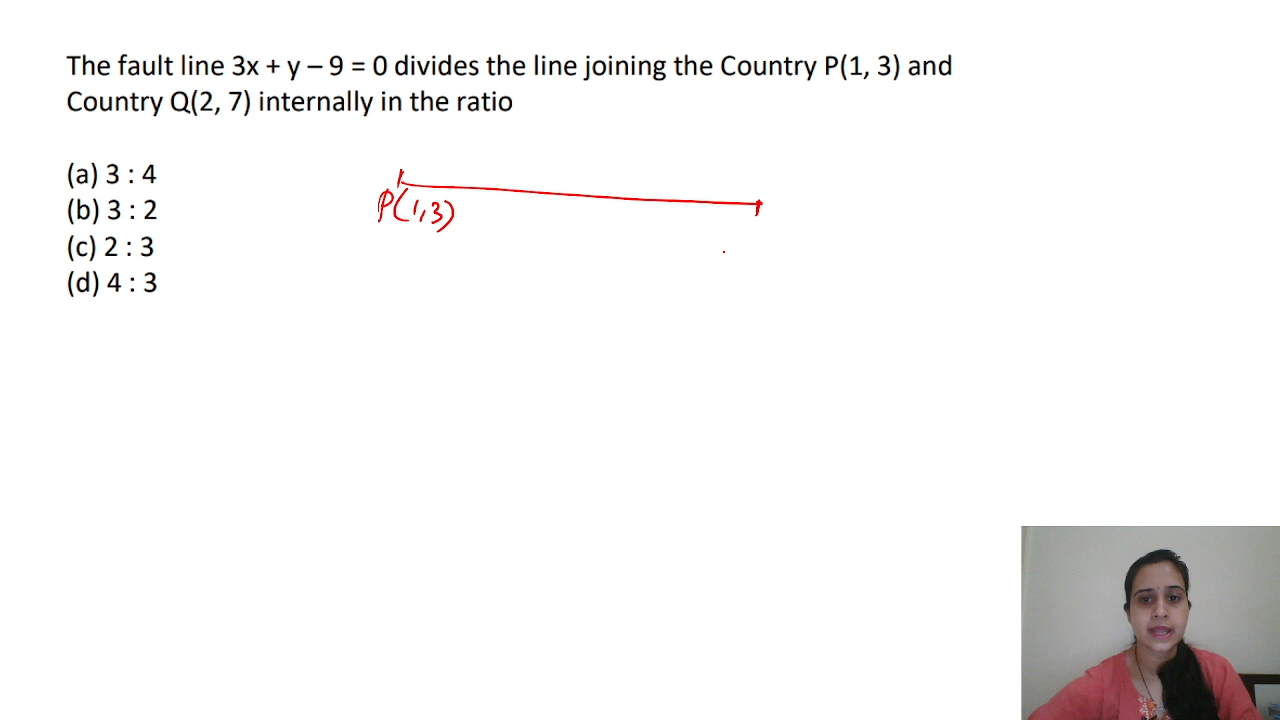 The fault line 3x + y – 9 = 0 divides the line joining the Country P(1, 3) and
Country Q(2, 7) internally in the ratio
(a) 3 : 4
(b) 3 : 2
(c) 2 : 3
(d) 4 : 3
P(1,3)